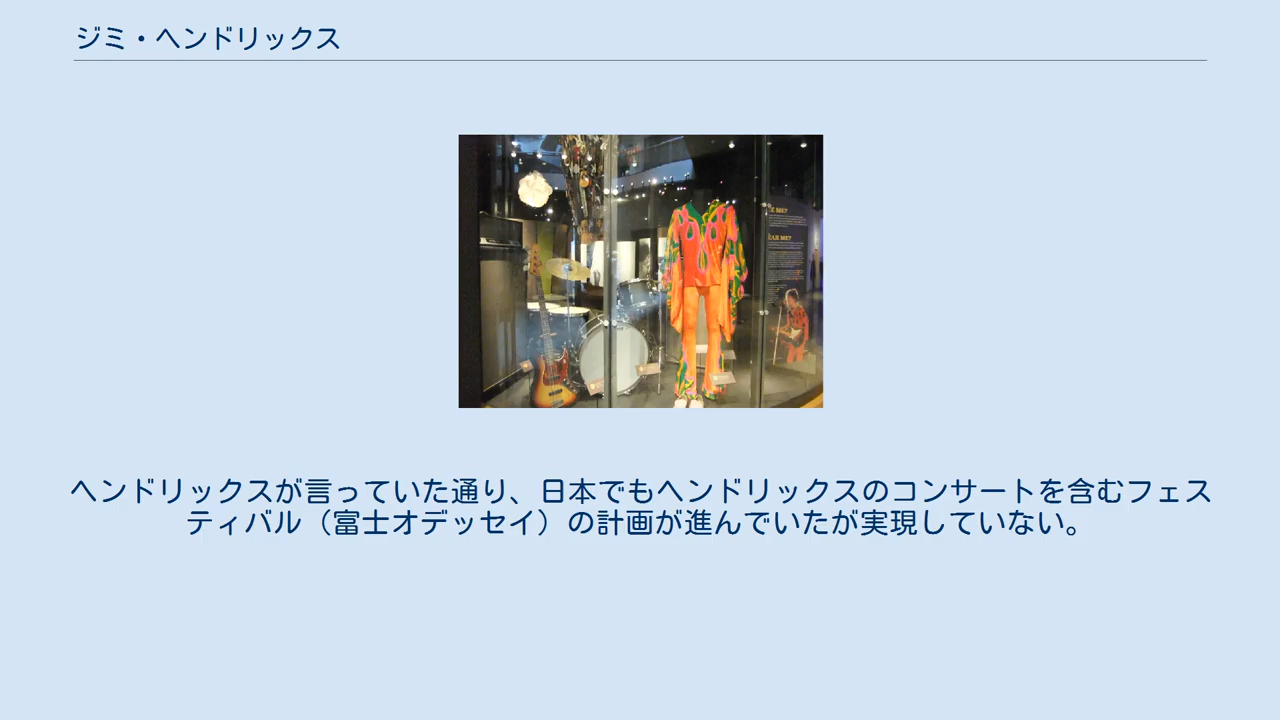 ジミ・ヘンドリックス
ヘンドリックスが言っていた通り、日本でもヘンドリックスのコンサートを含むフェス
ティバル（富士オデッセイ）の計画が進んでいたが実現していない。